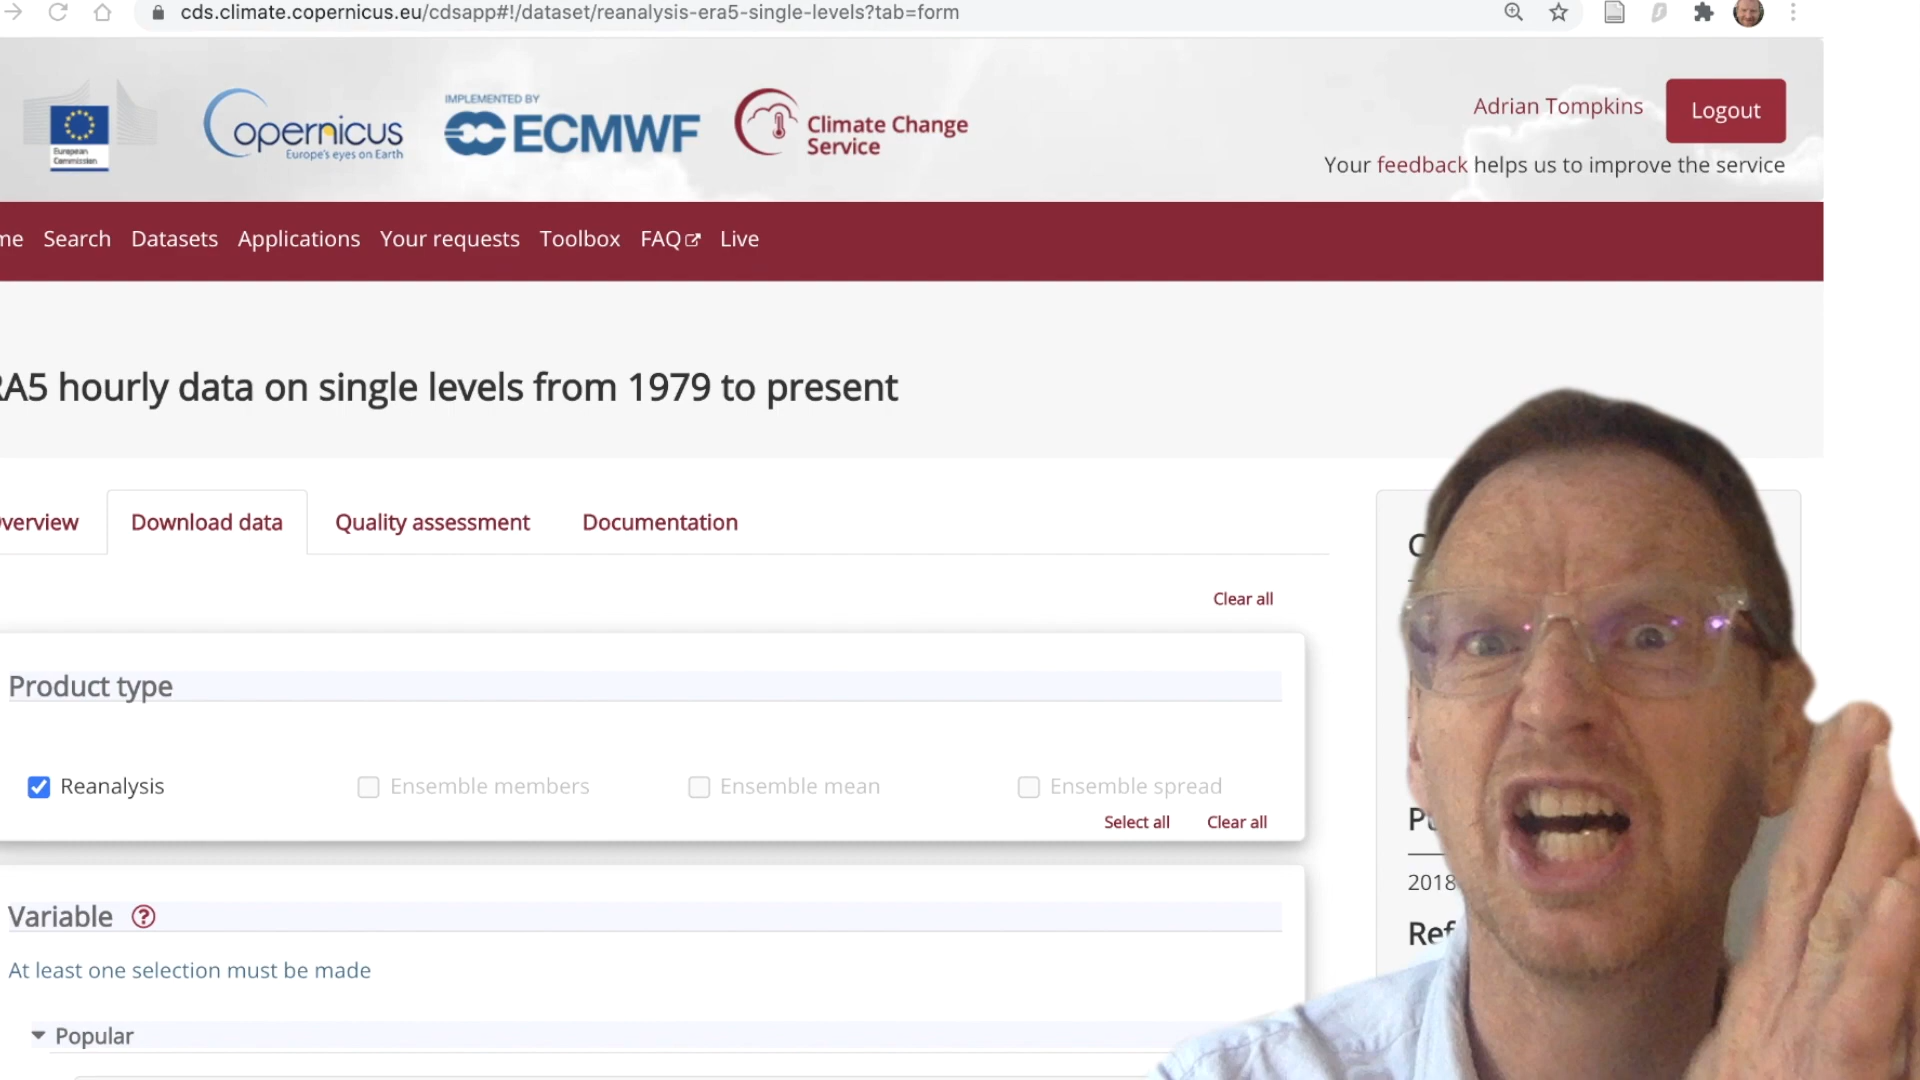 cds.climate.copernicus.eu/cdsapp#!/dataset/reanalysis-era5-single-levels?tab=form
European
Commission
opernicus
Europe's eyes on Earth
IMPLEMENTED BY
ECMWF
Climate Change
Service
Adrian Tompkins
Logout
Your feedback helps us to improve the service
me Search Datasets Applications Your requests Toolbox FAQ Live
RA5 hourly data on single levels from 1979 to present
verview Download data Quality assessment Documentation
Clear all
Product type
Reanalysis Ensemble members Ensemble mean Ensemble spread
Select all Clear all
Variable ?
At least one selection must be made
Popular
2018
Ref